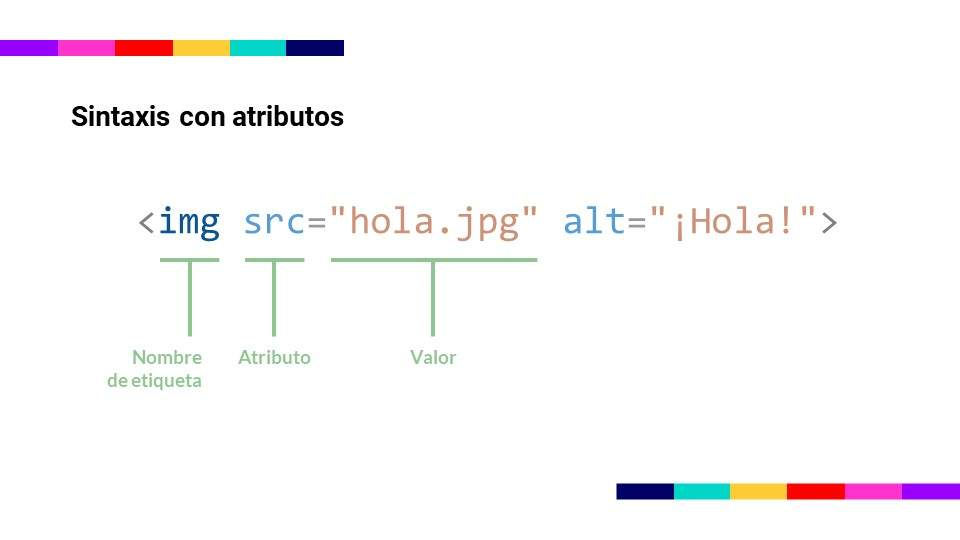 Sintaxis con atributos
<img src="hola.jpg" alt="¡Hola!">
Nombre
de etiqueta
Atributo
Valor